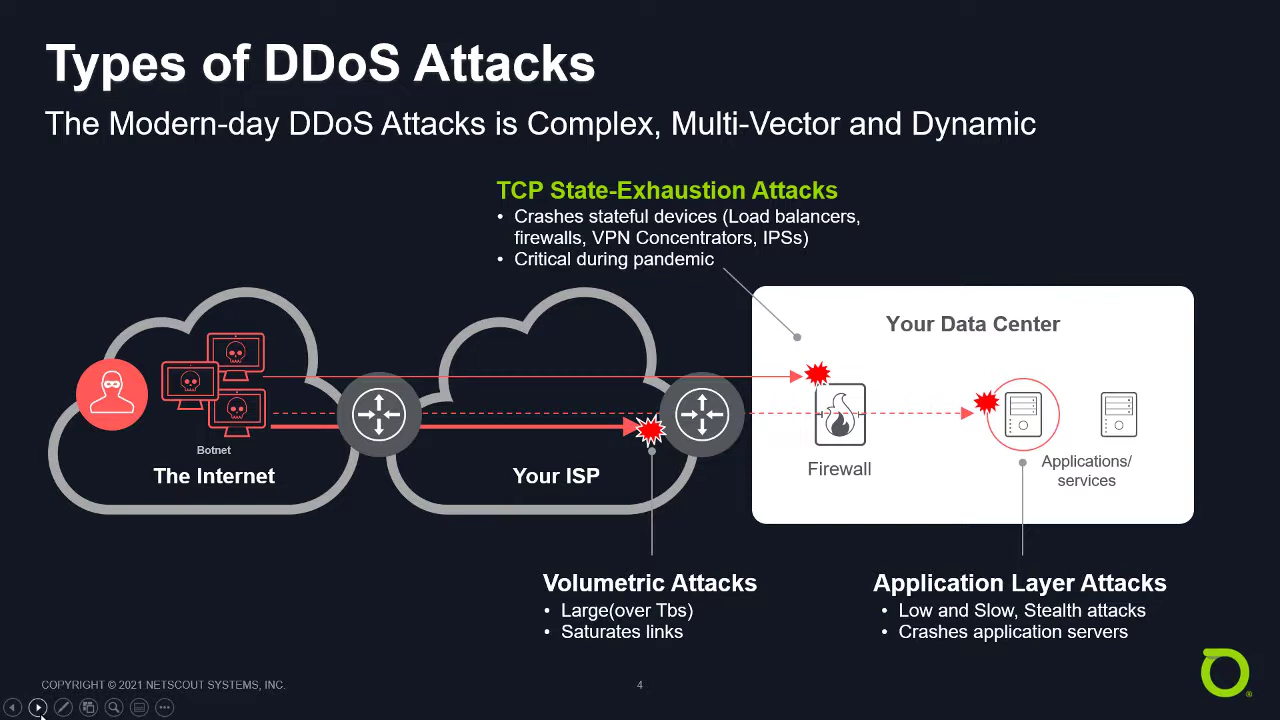 Types of DDoS Attacks
The Modern-day DDoS Attacks is Complex, Multi-Vector and Dynamic
TCP State-Exhaustion Attacks
• Crashes stateful devices (Load balancers,
firewalls, VPN Concentrators, IPSs)
• Critical during pandemic
Your Data Center
Botnet
The Internet
Your ISP
Firewall
Applications/
services
Volumetric Attacks
• Large(over Tbs)
• Saturates links
Application Layer Attacks
• Low and Slow, Stealth attacks
• Crashes application servers
COPYRIGHT © 2021 NETSCOUT SYSTEMS, INC.
4